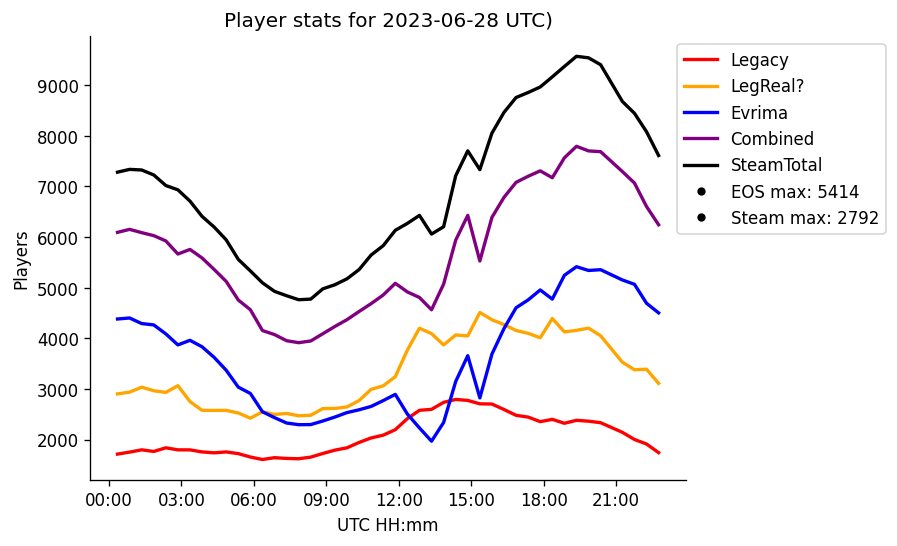 Player stats for 2023-06-28 UTC)
Players
9000
8000
7000
6000
5000
4000
3000
2000
00:00 03:00 06:00 09:00 12:00 15:00 18:00 21:00
UTC HH:mm
Legacy
LegReal?
Evrima
Combined
SteamTotal
EOS max: 5414
Steam max: 2792